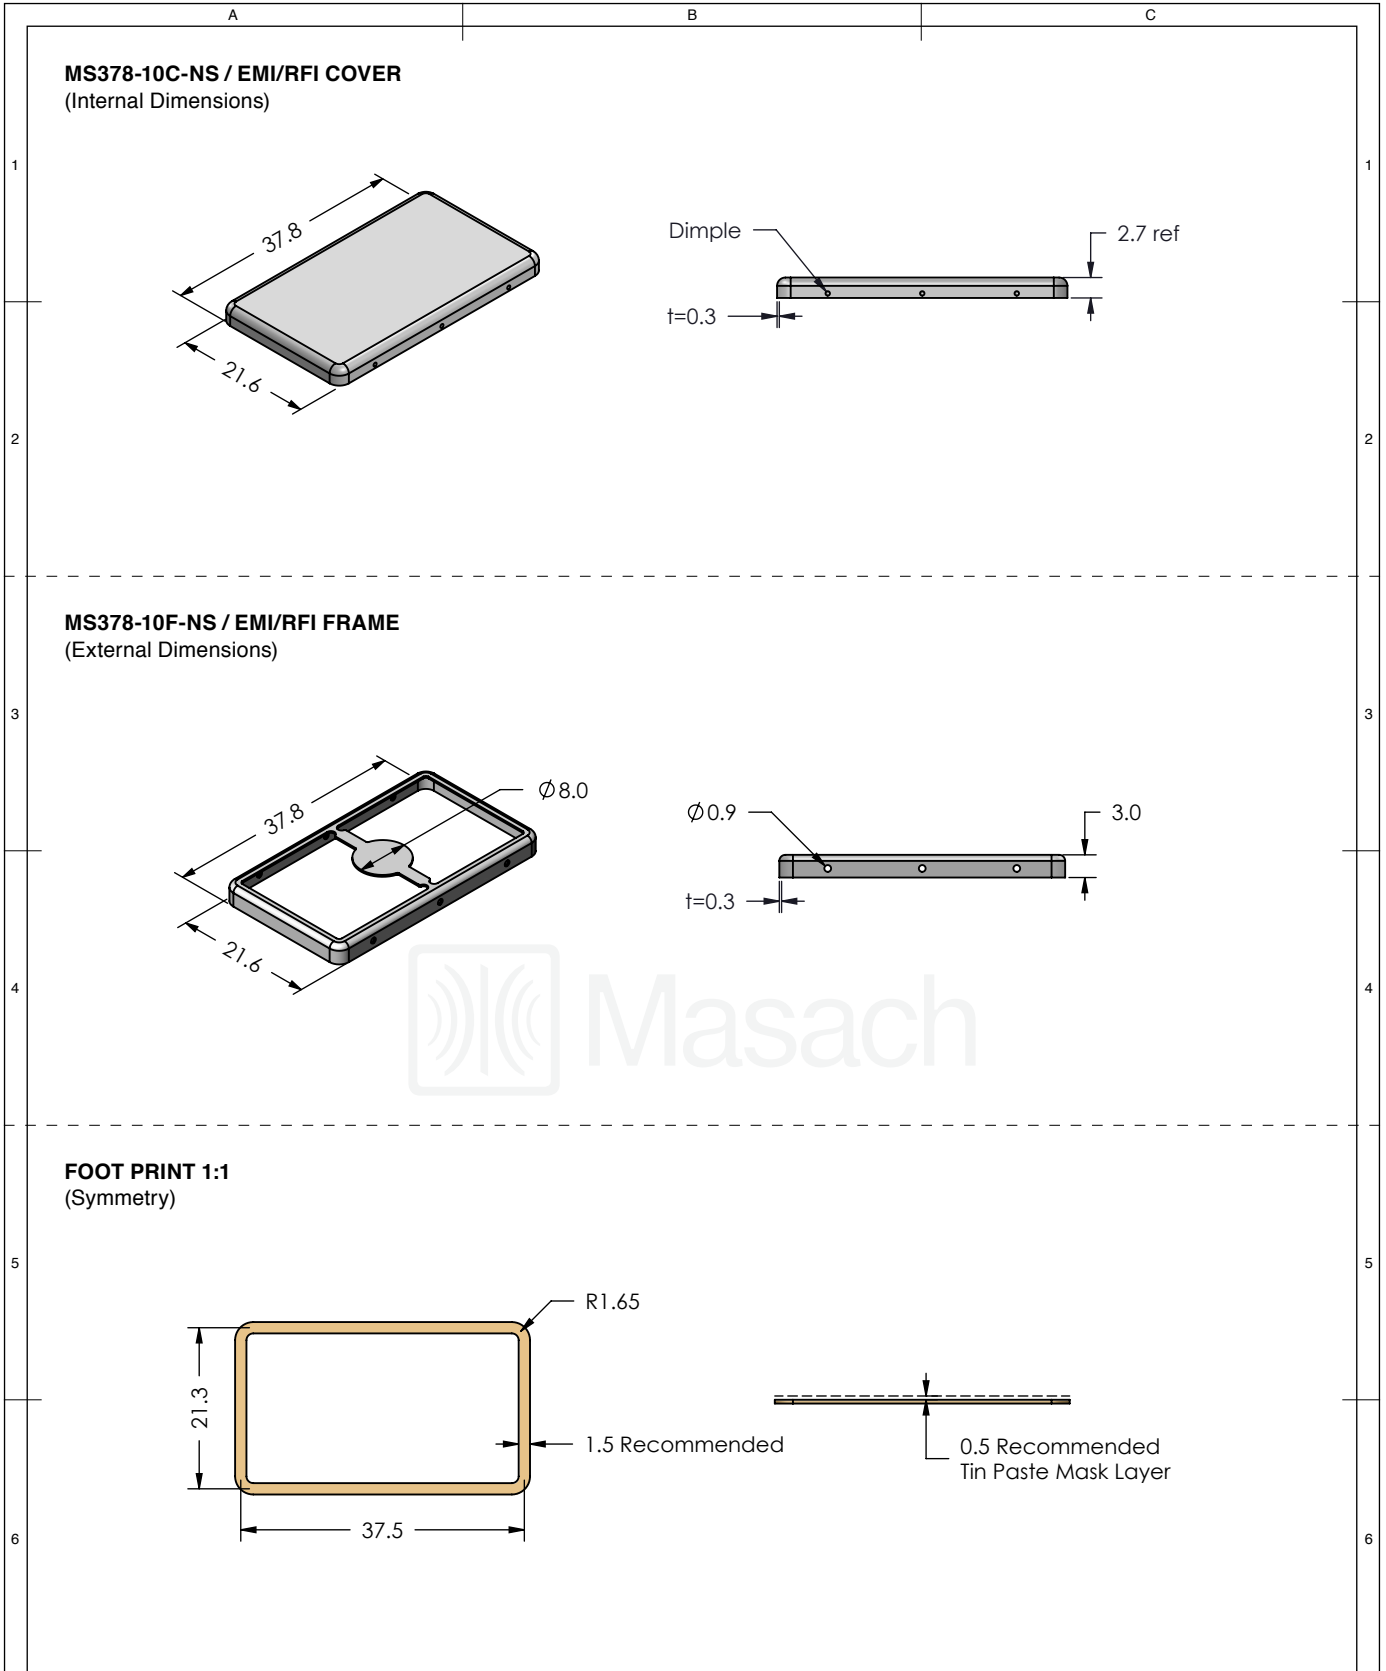 A B C
MS378-10C-NS / EMI/RFI COVER
(Internal Dimensions)
1 1
37.8
21.6
Dimple
2.7 ref
t=0.3
2 2
MS378-10F-NS / EMI/RFI FRAME
(External Dimensions)
3 3
37.8
∅8.0
21.6
∅0.9
3.0
t=0.3
Masach
4 4
FOOT PRINT 1:1
(Symmetry)
5 5
R1.65
21.3
1.5 Recommended
37.5
0.5 Recommended
Tin Paste Mask Layer
6 6